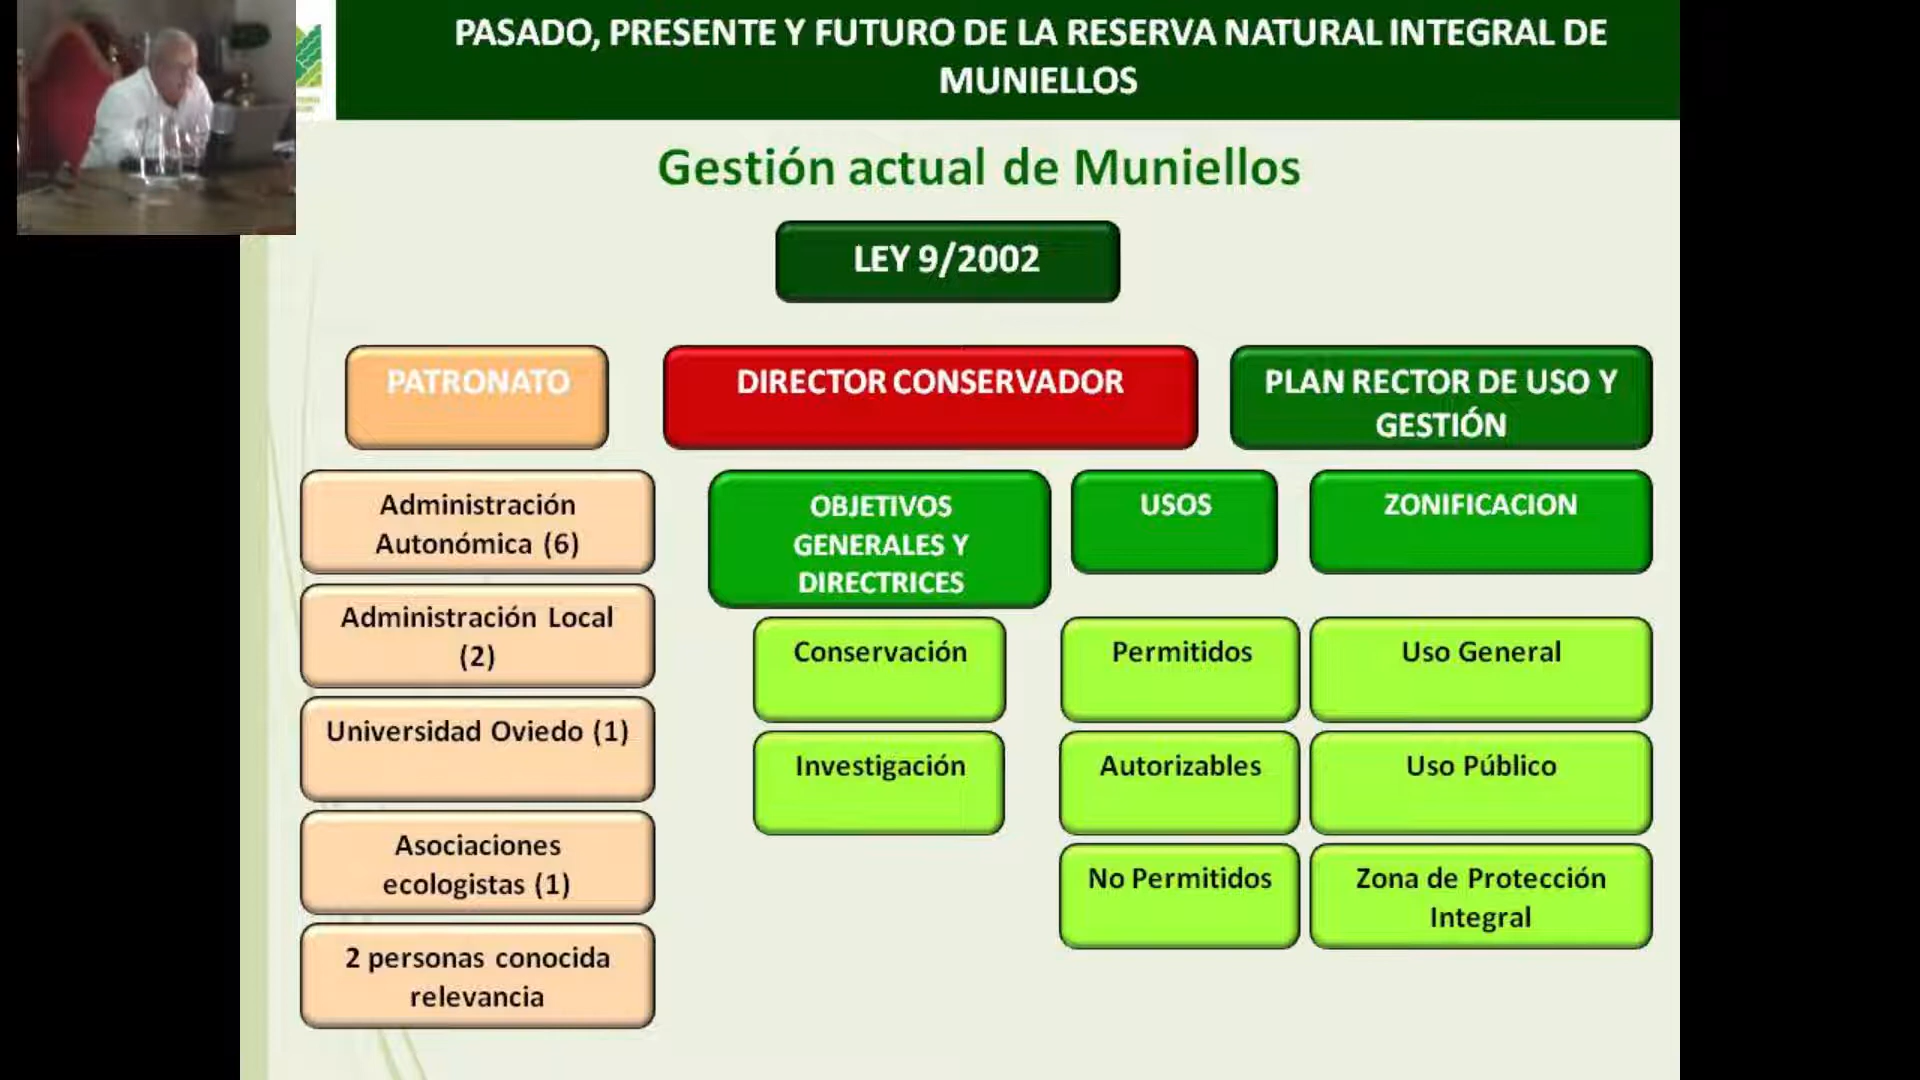 PASADO, PRESENTE Y FUTURO DE LA RESERVA NATURAL INTEGRAL DE
MUNIELLOS
Gestión actual de Muniellos
LEY 9/2002
PATRONATO
DIRECTOR CONSERVADOR
PLAN RECTOR DE USO Y
GESTIÓN
Administración
Autonómica (6)
Administración Local
(2)
Universidad Oviedo (1)
Asociaciones
ecologistas (1)
2 personas conocida
relevancia
OBJETIVOS
GENERALES Y
DIRECTRICES
Conservación
Investigación
USOS
Permitidos
Autorizables
No Permitidos
ZONIFICACION
Uso General
Uso Público
Zona de Protección
Integral